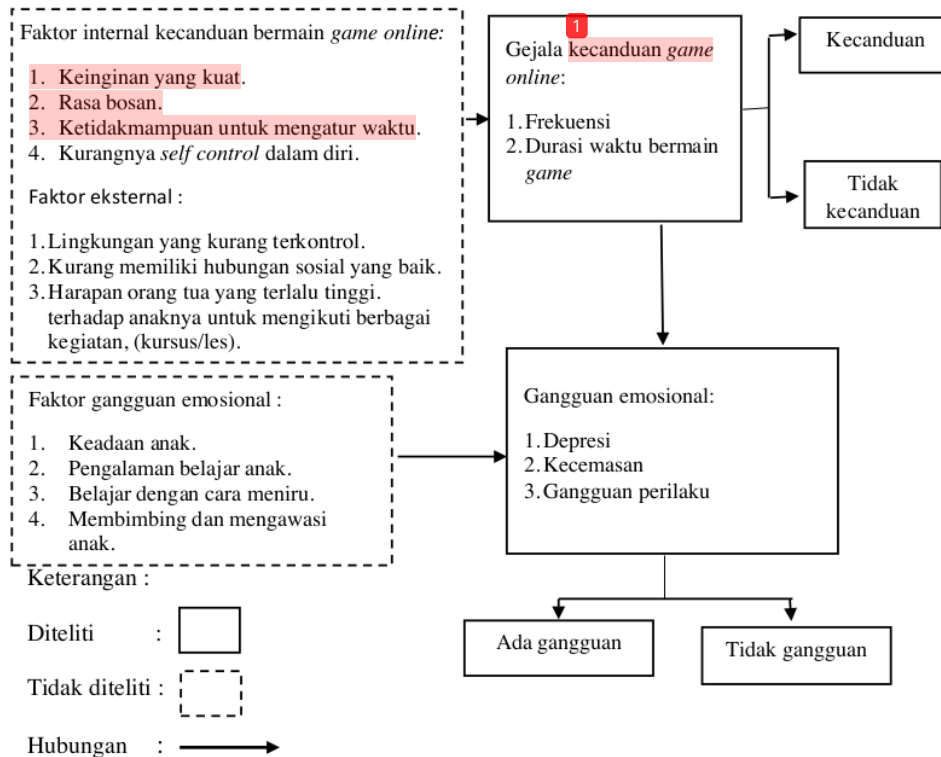 Faktor internal kecanduan bermain game online:
1. Keinginan yang kuat.
2. Rasa bosan.
3. Ketidakmampuan untuk mengatur waktu.
4. Kurangnya self control dalam diri.
Faktor eksternal :
1. Lingkungan yang kurang terkontrol.
2. Kurang memiliki hubungan sosial yang baik.
3. Harapan orang tua yang terlalu tinggi.
terhadap anaknya untuk mengikuti berbagai
kegiatan, (kursus/les).
1
Gejala kecanduan game
online:
1. Frekuensi
2. Durasi waktu bermain
game
Kecanduan
Tidak
kecanduan
Faktor gangguan emosional :
1. Keadaan anak.
2. Pengalaman belajar anak.
3. Belajar dengan cara meniru.
4. Membimbing dan mengawasi
anak.
Gangguan emosional:
1. Depresi
2. Kecemasan
3. Gangguan perilaku
Ada gangguan
Tidak gangguan
Keterangan :
Diteliti :
Tidak diteliti :
Hubungan :